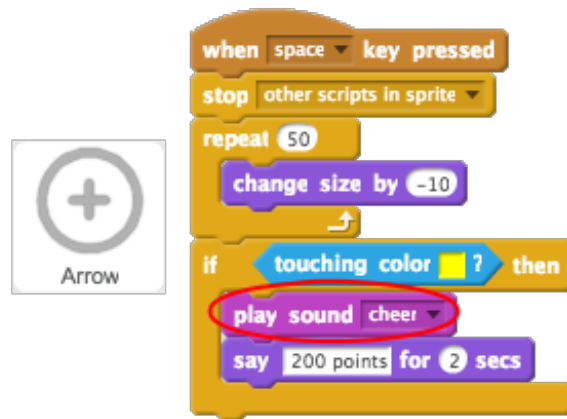 when space key pressed
stop other scripts in sprite
repeat 50
change size by -10
Arrow
if touching color ? then
play sound cheer
say 200 points for 2 secs